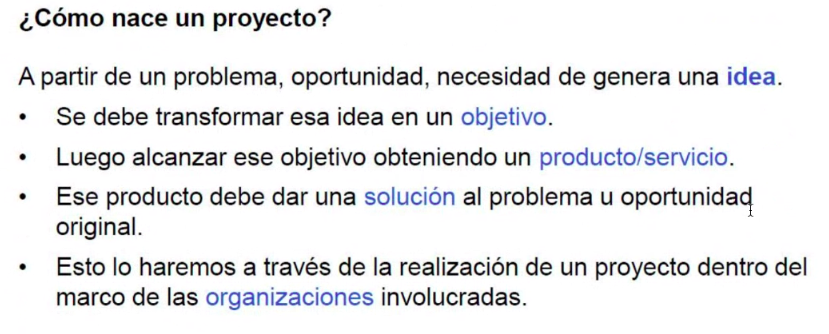 ¿Cómo nace un proyecto?
A partir de un problema, oportunidad, necesidad de genera una idea.
• Se debe transformar esa idea en un objetivo.
• Luego alcanzar ese objetivo obteniendo un producto/servicio.
• Ese producto debe dar una solución al problema u oportunidad
original.
• Esto lo haremos a través de la realización de un proyecto dentro del
marco de las organizaciones involucradas.